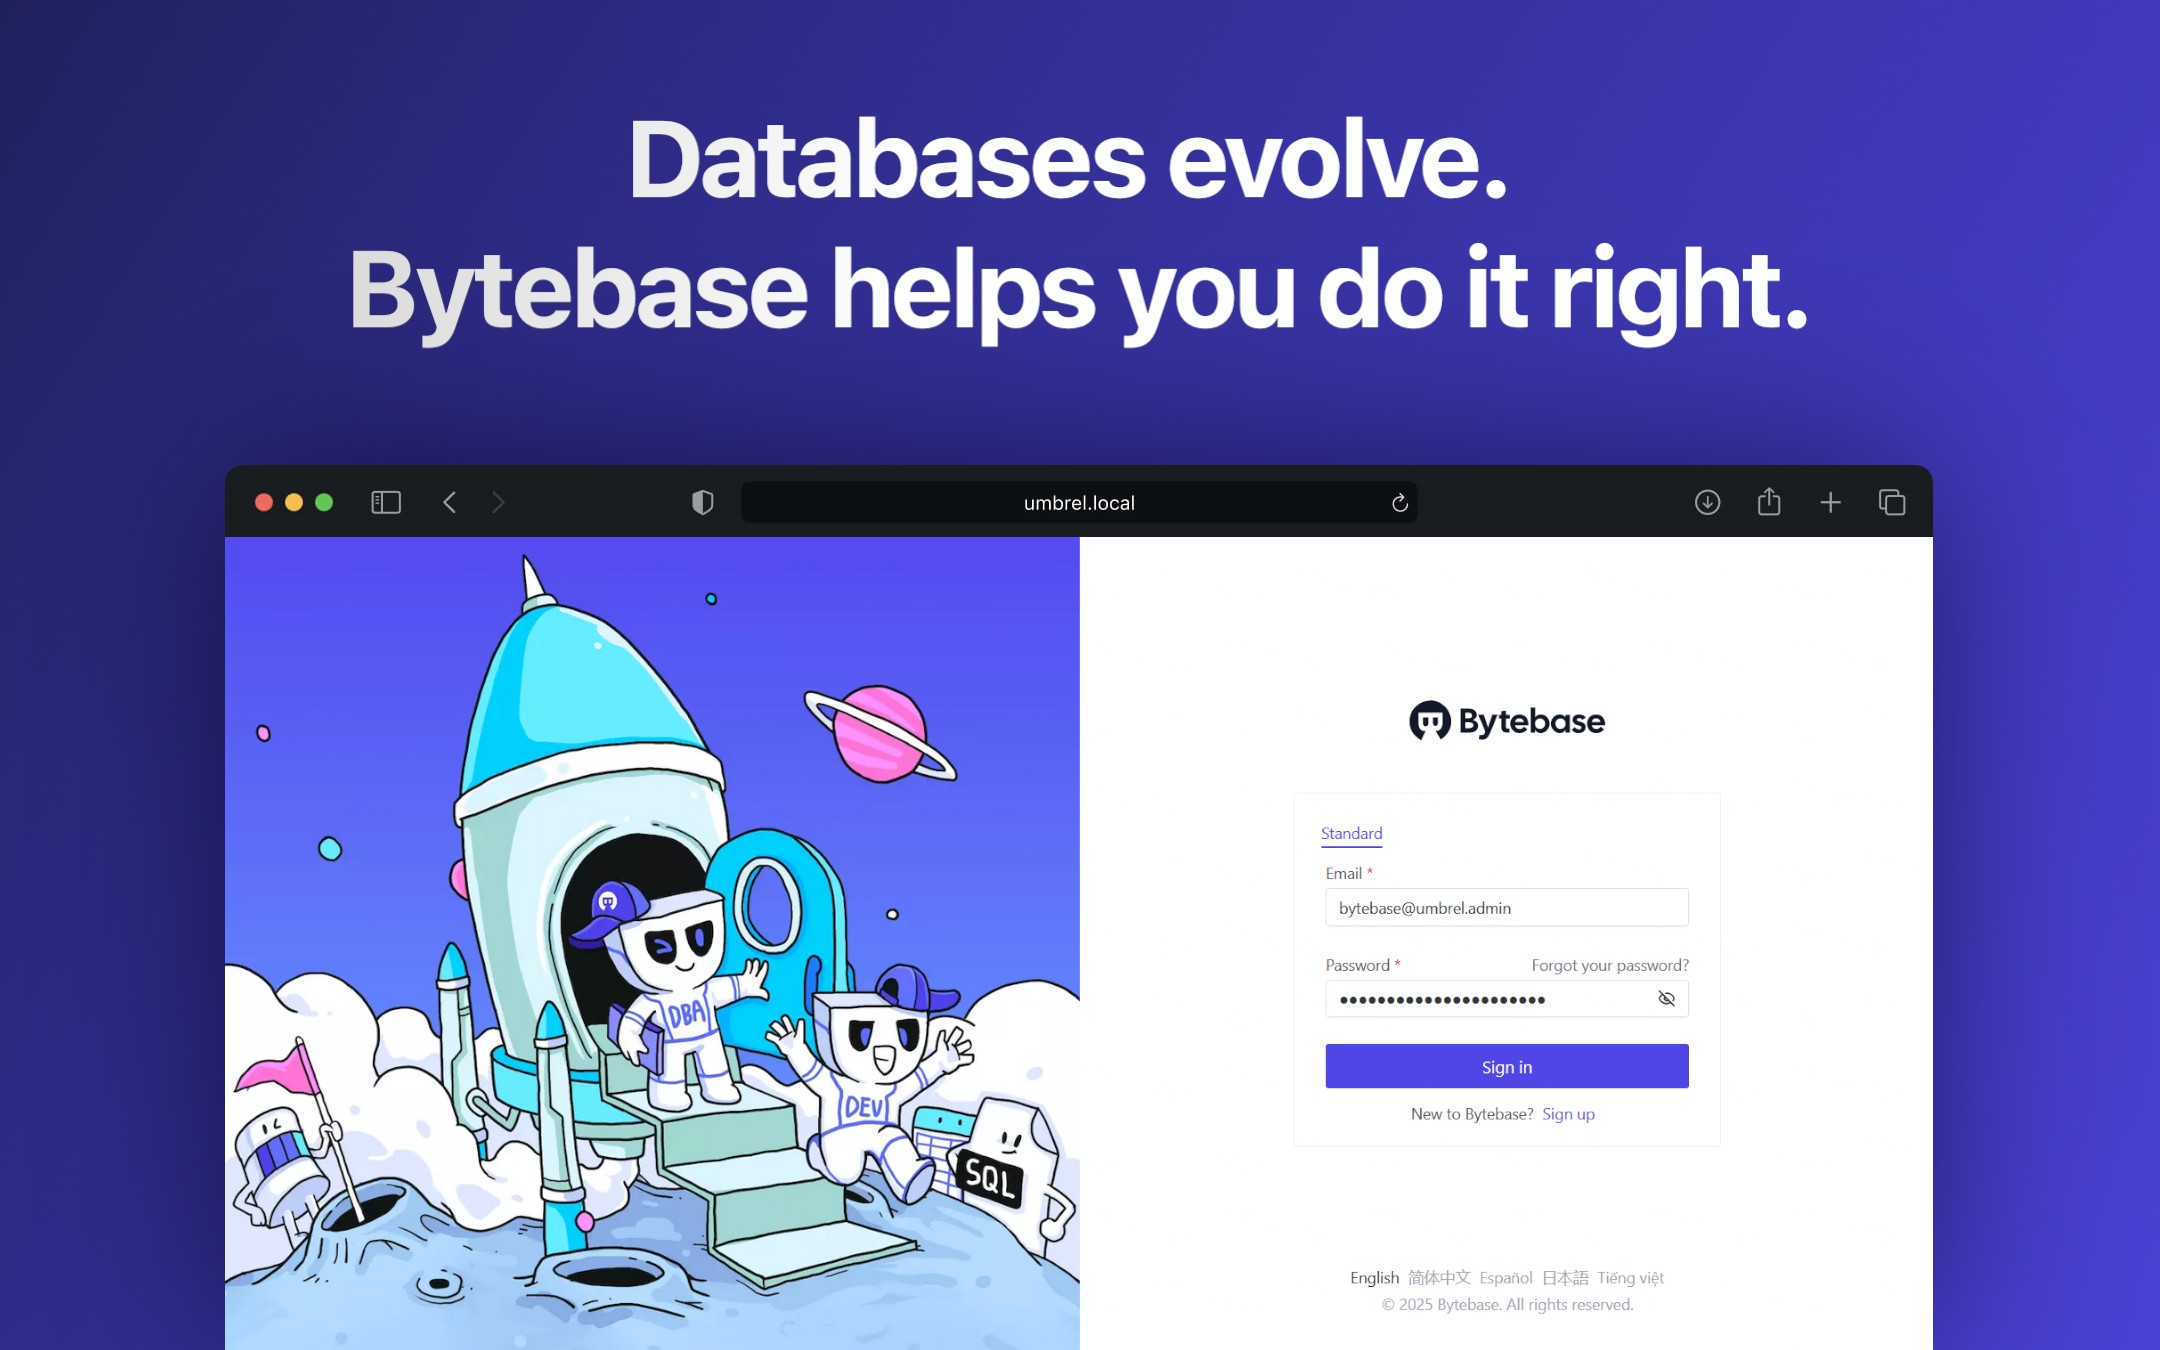 Databases evolve.
Bytebase helps you do it right.
umbrel.local
DBA
DEV
SQL
Bytebase
Standard
Email *
bytebase@umbrel.admin
Password * Forgot your password?
Sign in
New to Bytebase? Sign up
English 简体中文 Español 日本語 Tiếng việt
© 2025 Bytebase. All rights reserved.